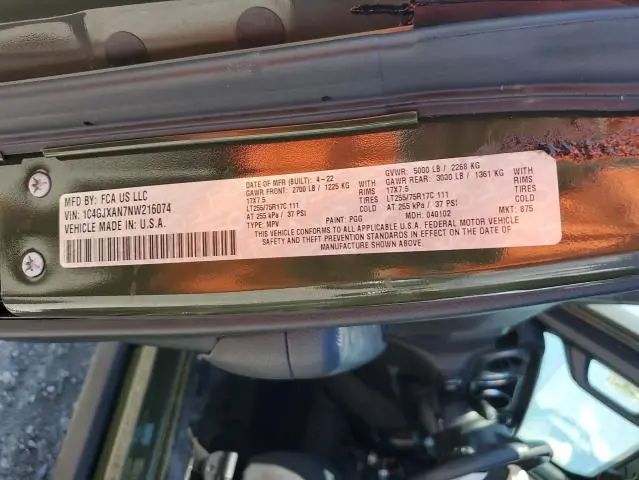 MFD BY: FCA US LLC
DATE OF MFR (BUILT): 4-22
GVWR: 5000 LB / 2268 KG
GAWR FRONT: 2700 LB / 1225 KG WITH
GAWR REAR: 3000 LB / 1361 KG WITH
17X7.5 RIMS
17X7.5 RIMS
LT255/75R17C 111 TIRES
LT255/75R17C 111 TIRES
AT 255 kPa / 37 PSI COLD
AT 255 kPa / 37 PSI COLD
VIN: 1C4GJXAN7NW216074
TYPE: MPV
PAINT: PGG
MDH: 040102
MKT: 875
VEHICLE MADE IN: U.S.A.
THIS VEHICLE CONFORMS TO ALL APPLICABLE U.S.A. FEDERAL MOTOR VEHICLE
SAFETY AND THEFT PREVENTION STANDARDS IN EFFECT ON THE DATE OF
MANUFACTURE SHOWN ABOVE.